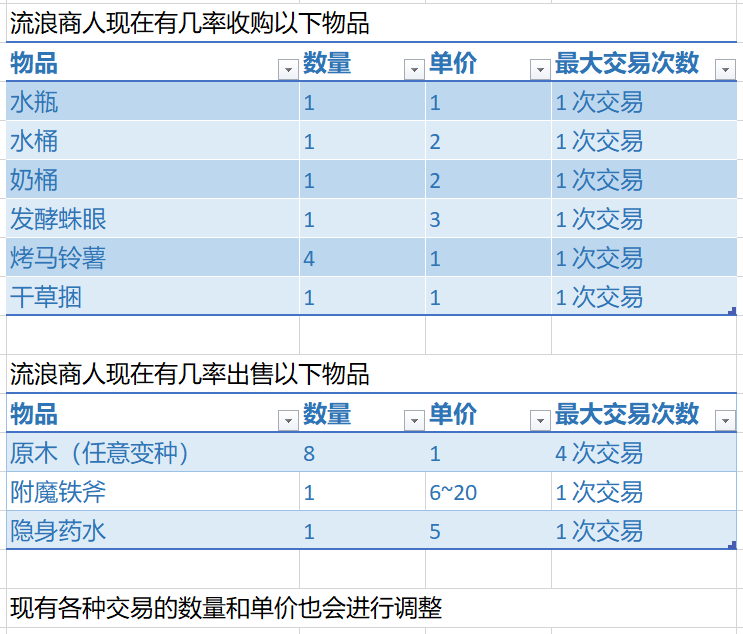 流浪商人现在有几率收购以下物品
物品 数量 单价 最大交易次数
水瓶 1 1 1 次交易
水桶 1 2 1 次交易
奶桶 1 2 1 次交易
发酵蛛眼 1 3 1 次交易
烤马铃薯 4 1 1 次交易
干草捆 1 1 1 次交易
流浪商人现在有几率出售以下物品
物品 数量 单价 最大交易次数
原木（任意变种） 8 1 4 次交易
附魔铁斧 1 6~20 1 次交易
隐身药水 1 5 1 次交易
现有各种交易的数量和单价也会进行调整